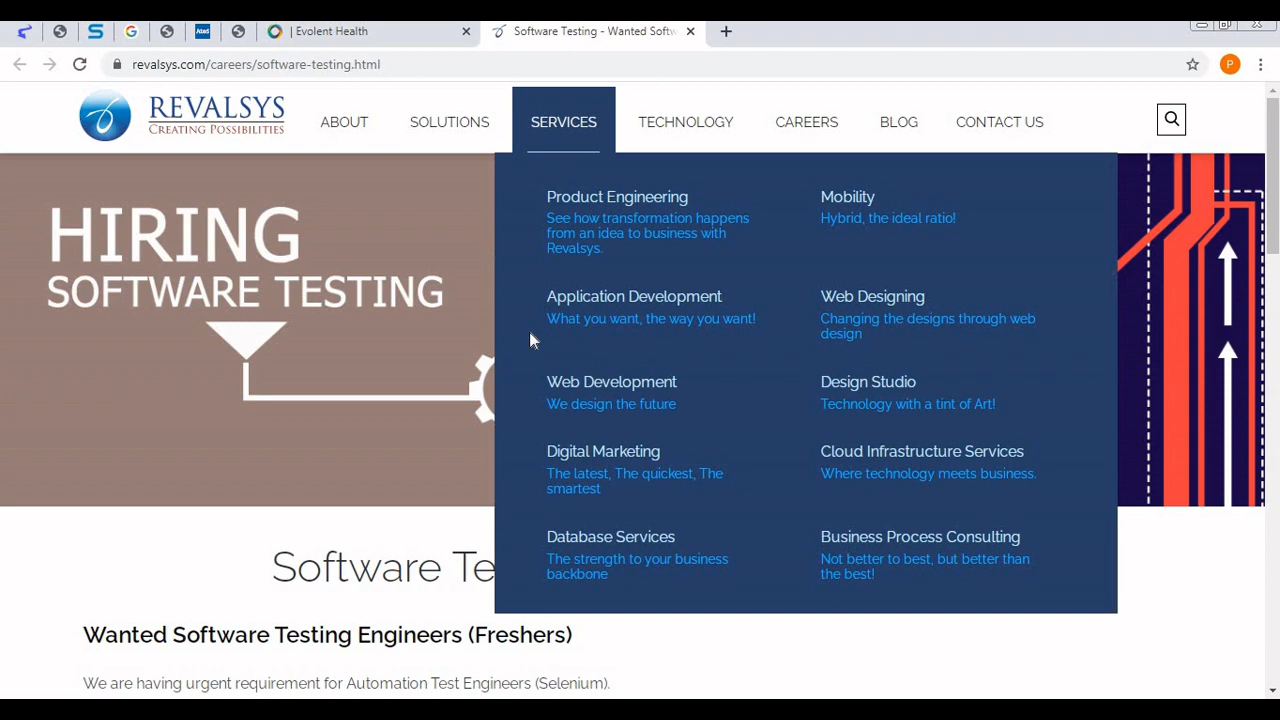 Evolent Health
Software Testing - Wanted Softw
revalsys.com/careers/software-testing.html
P
REVALSYS
CREATING POSSIBILITIES
ABOUT
SOLUTIONS
SERVICES
TECHNOLOGY
CAREERS
BLOG
CONTACT US
HIRING
SOFTWARE TESTING
Product Engineering
See how transformation happens
from an idea to business with
Revalsys.
Mobility
Hybrid, the ideal ratio!
Application Development
What you want, the way you want!
Web Designing
Changing the designs through web
design
Web Development
We design the future
Design Studio
Technology with a tint of Art!
Digital Marketing
The latest, The quickest, The
smartest
Cloud Infrastructure Services
Where technology meets business.
Database Services
The strength to your business
backbone
Business Process Consulting
Not better to best, but better than
the best!
Software Te
Wanted Software Testing Engineers (Freshers)
We are having urgent requirement for Automation Test Engineers (Selenium).